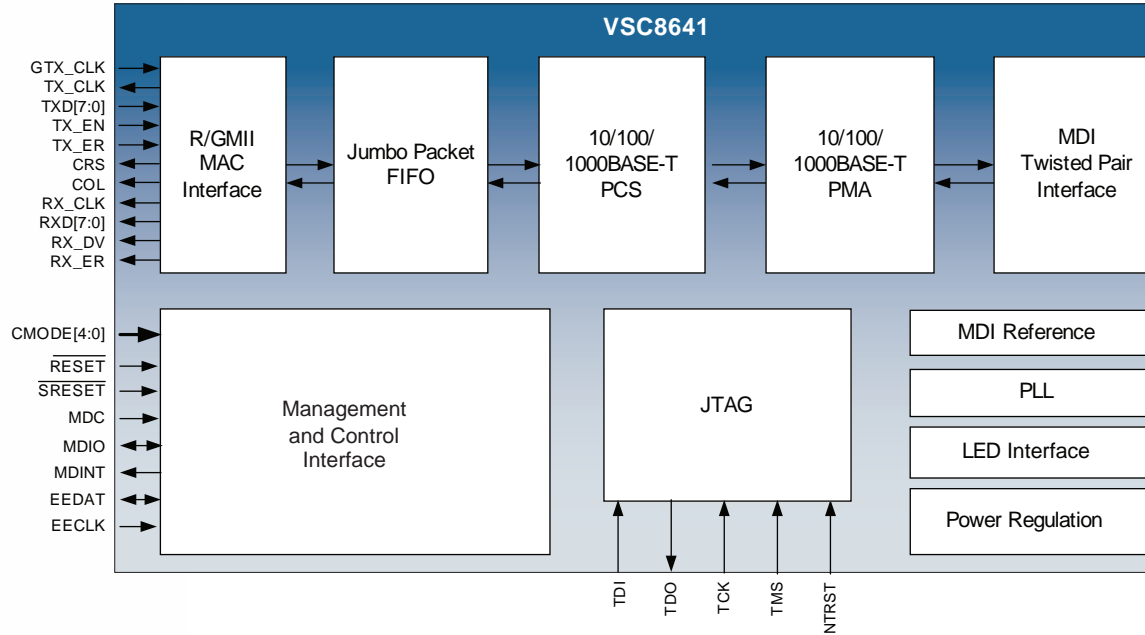 VSC8641
GTX_CLK
TX_CLK
TXD[7:0]
TX_EN
TX_ER
CRS
COL
RX_CLK
RXD[7:0]
RX_DV
RX_ER
R/GMII
MAC
Interface
Jumbo Packet
FIFO
10/100/
1000BASE-T
PCS
10/100/
1000BASE-T
PMA
MDI
Twisted Pair
Interface
CMODE[4:0]
RESET
SRESET
MDC
MDIO
MDINT
EEDAT
EECLK
Management
and Control
Interface
JTAG
MDI Reference
PLL
LED Interface
Power Regulation
TDI
TDO
TCK
TMS
NTRST